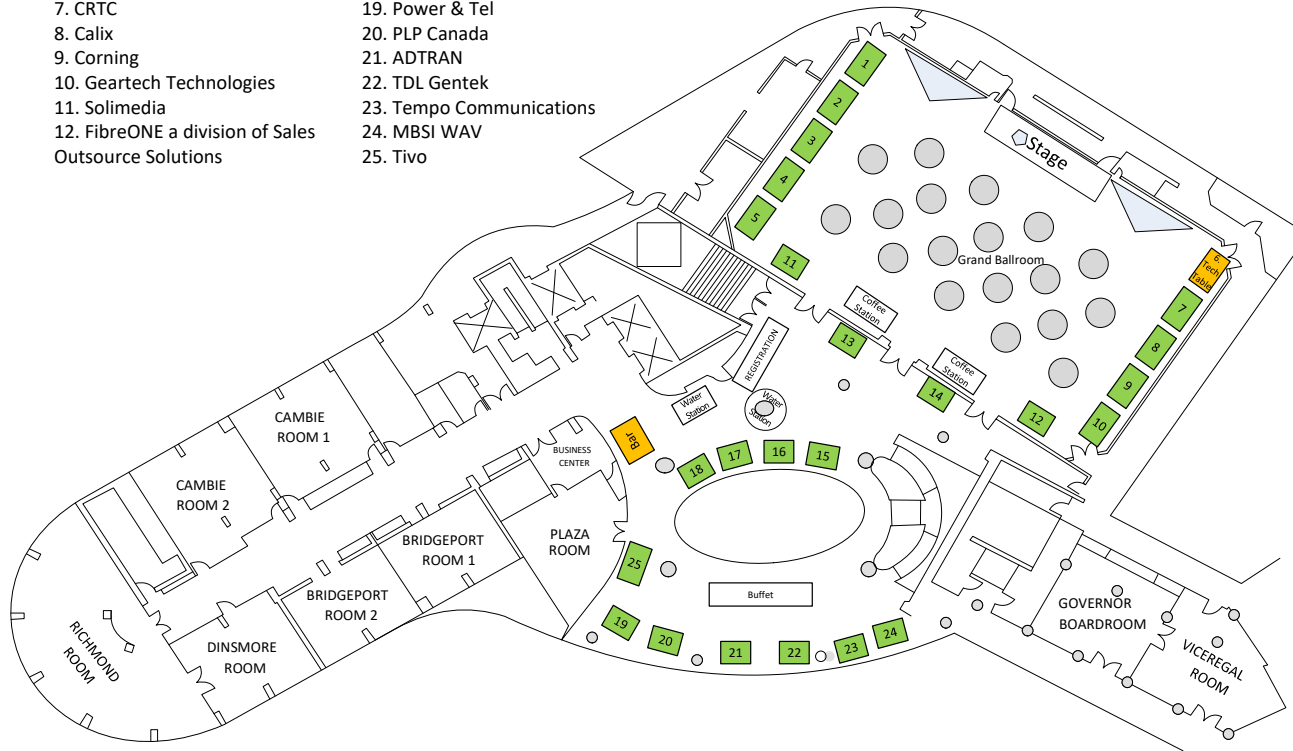 7. CRTC
8. Calix
9. Corning
10. Geartech Technologies
11. Solimedia
12. FibreONE a division of Sales
Outsource Solutions
19. Power & Tel
20. PLP Canada
21. ADTRAN
22. TDL Gentek
23. Tempo Communications
24. MBSI WAV
25. Tivo
1
2
3
4
5
11
Stage
Grand Ballroom
6.
Tech
Table
7
8
9
10
12
Coffee
Station
Coffee
Station
13
14
REGISTRATION
Water
Station
Water
Station
Bar
18
17
16
15
CAMBIE
ROOM 1
CAMBIE
ROOM 2
BUSINESS
CENTER
BRIDGEPORT
ROOM 1
PLAZA
ROOM
BRIDGEPORT
ROOM 2
DINSMORE
ROOM
RICHMOND
ROOM
25
Buffet
19
20
21
22
23
24
GOVERNOR
BOARDROOM
VICEREGAL
ROOM